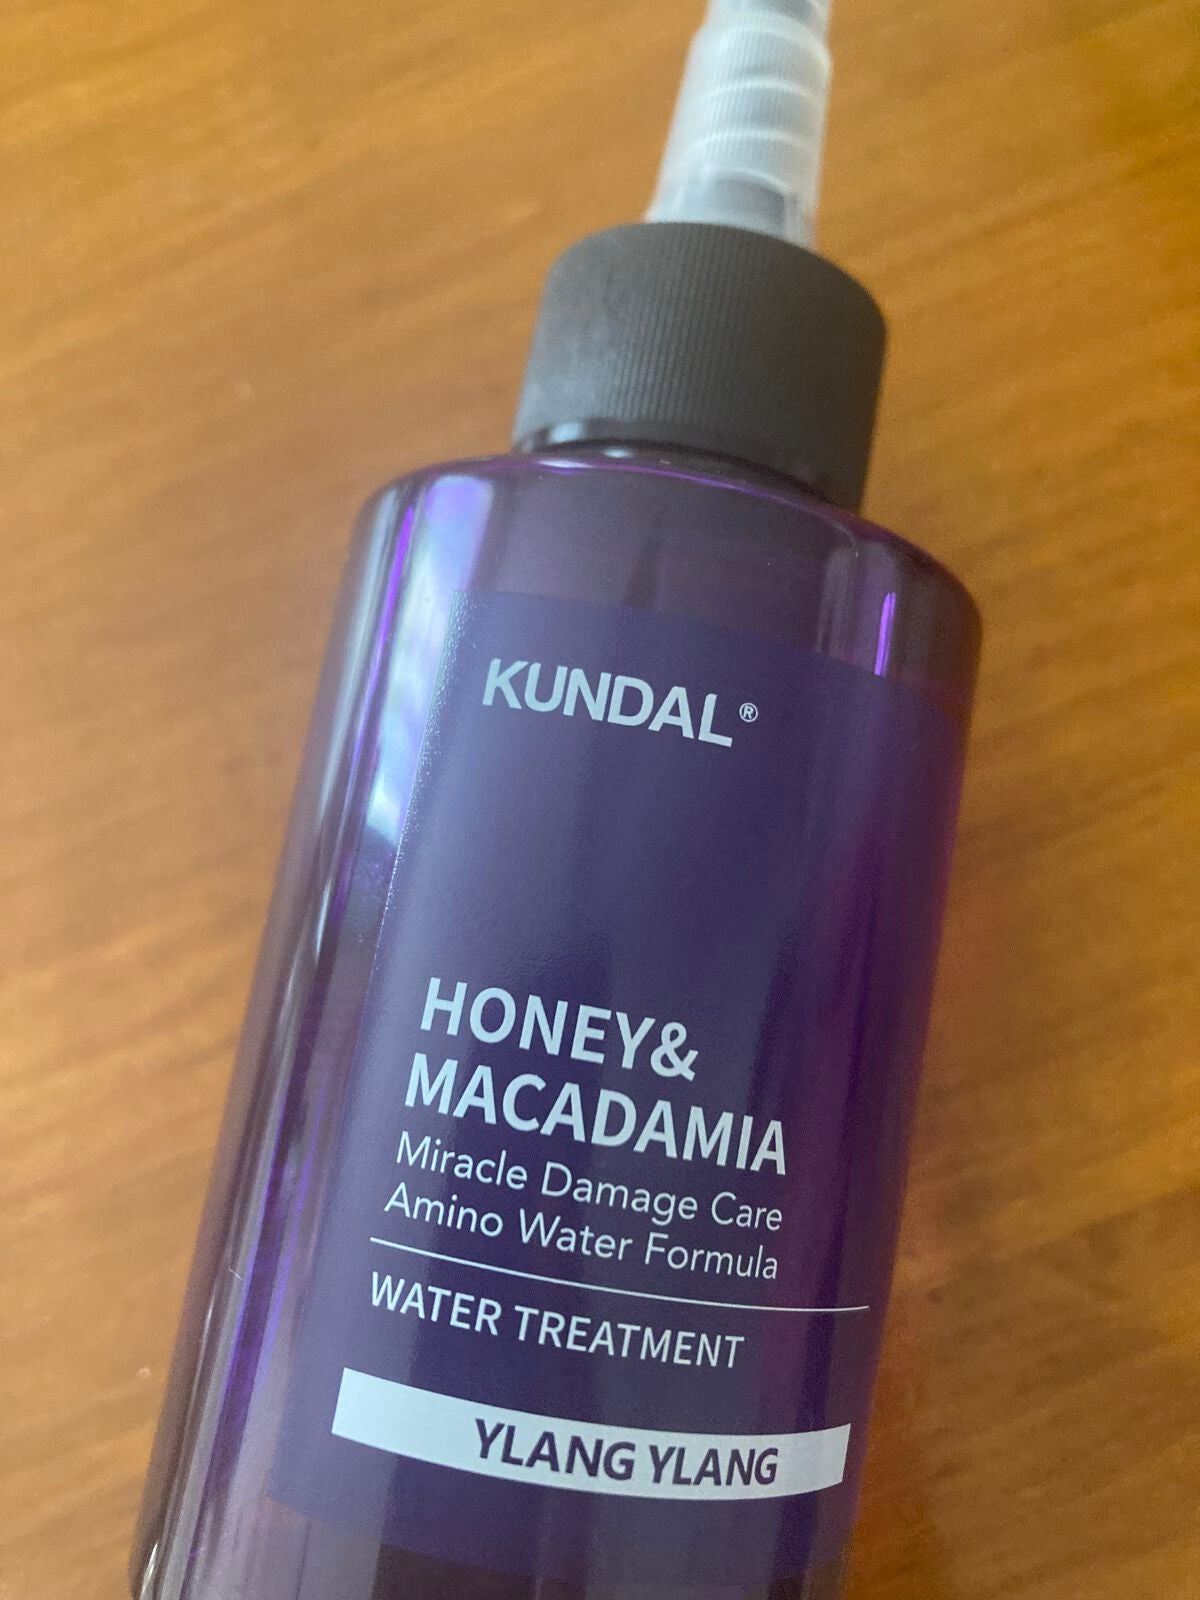 KUNDAL®
HONEY&
MACADAMIA
Miracle Damage Care
Amino Water Formula
WATER TREATMENT
YLANG YLANG